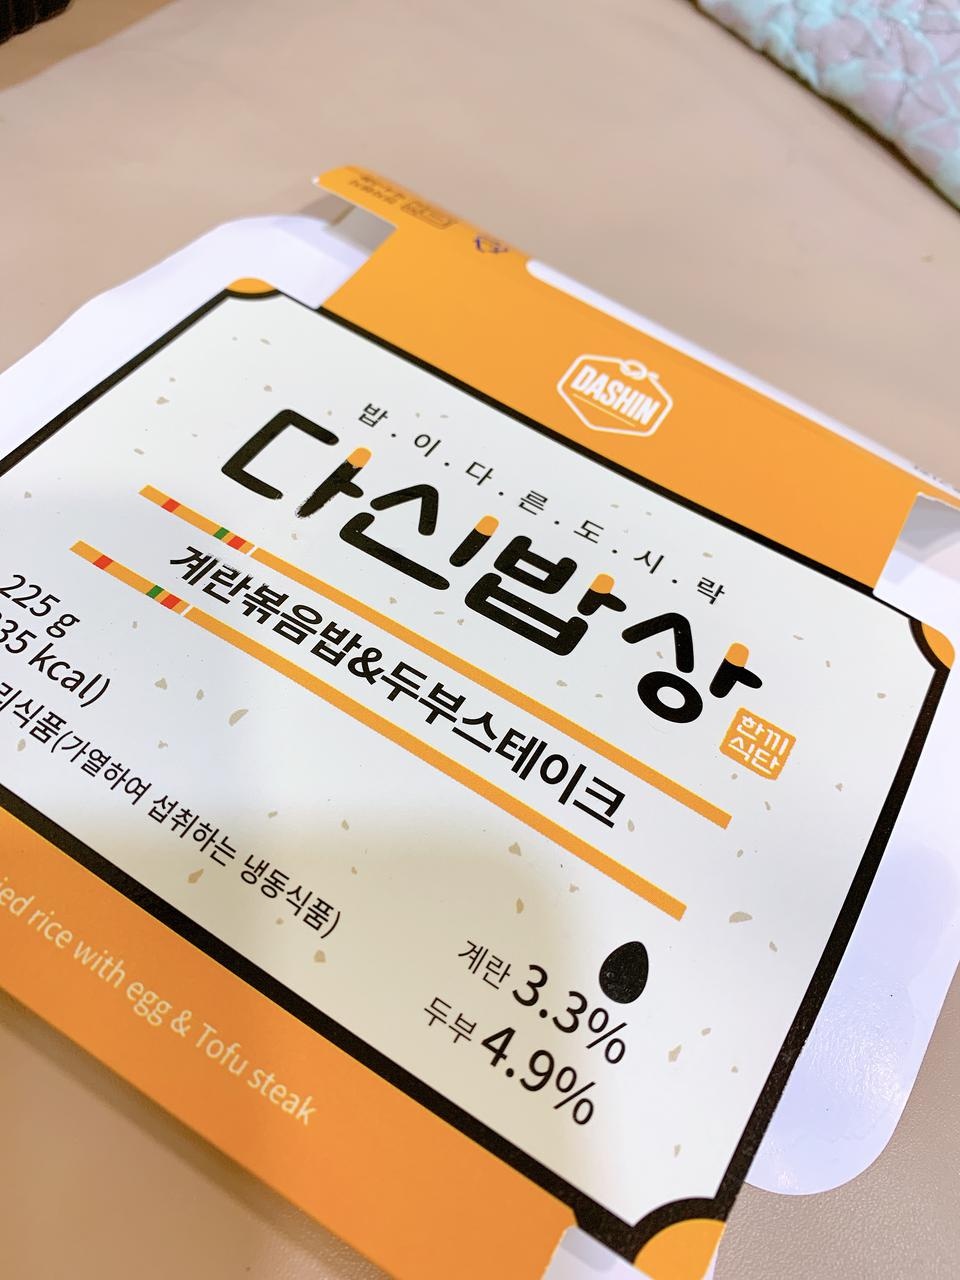 DASHIN
밥.이.다.른.도.시.락
다신밥상
한끼
식단
계란볶음밥&두부스테이크
225 g
35 kcal)
식품(가열하여 섭취하는 냉동식품)
계란 3.3%
두부 4.9%
rice with egg & Tofu steak